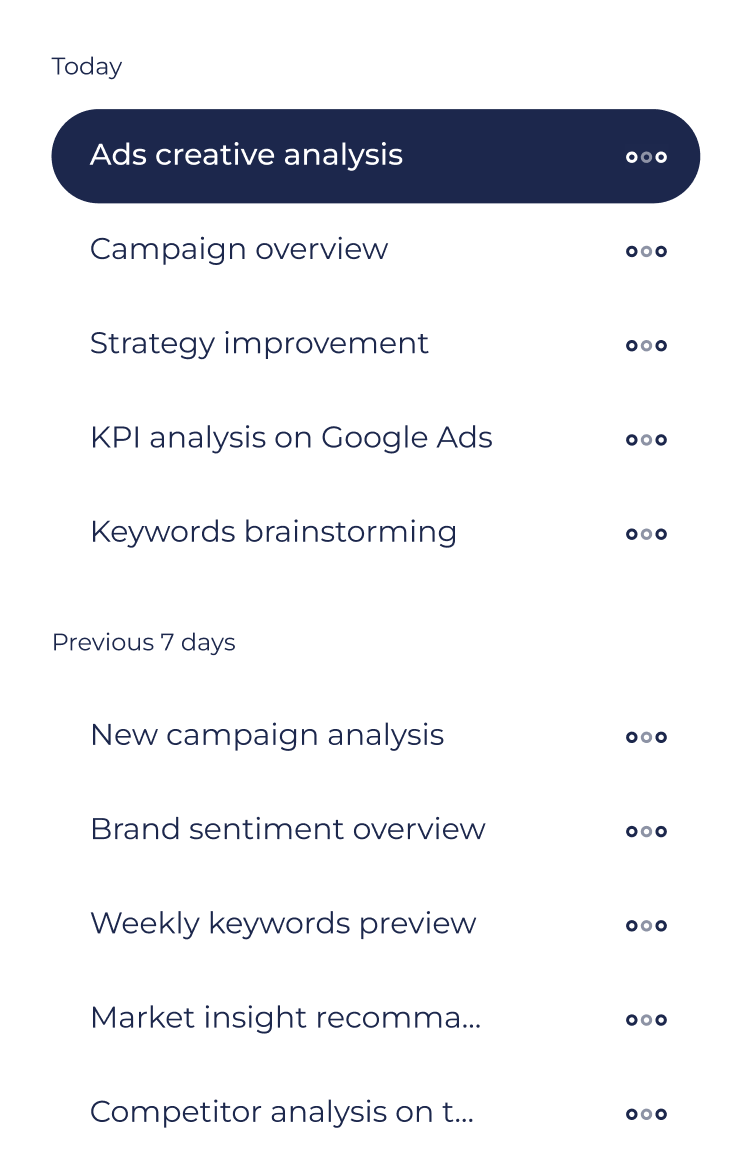 Today
Ads creative analysis
Campaign overview
Strategy improvement
KPI analysis on Google Ads
Keywords brainstorming
Previous 7 days
New campaign analysis
Brand sentiment overview
Weekly keywords preview
Market insight recomma...
Competitor analysis on t...